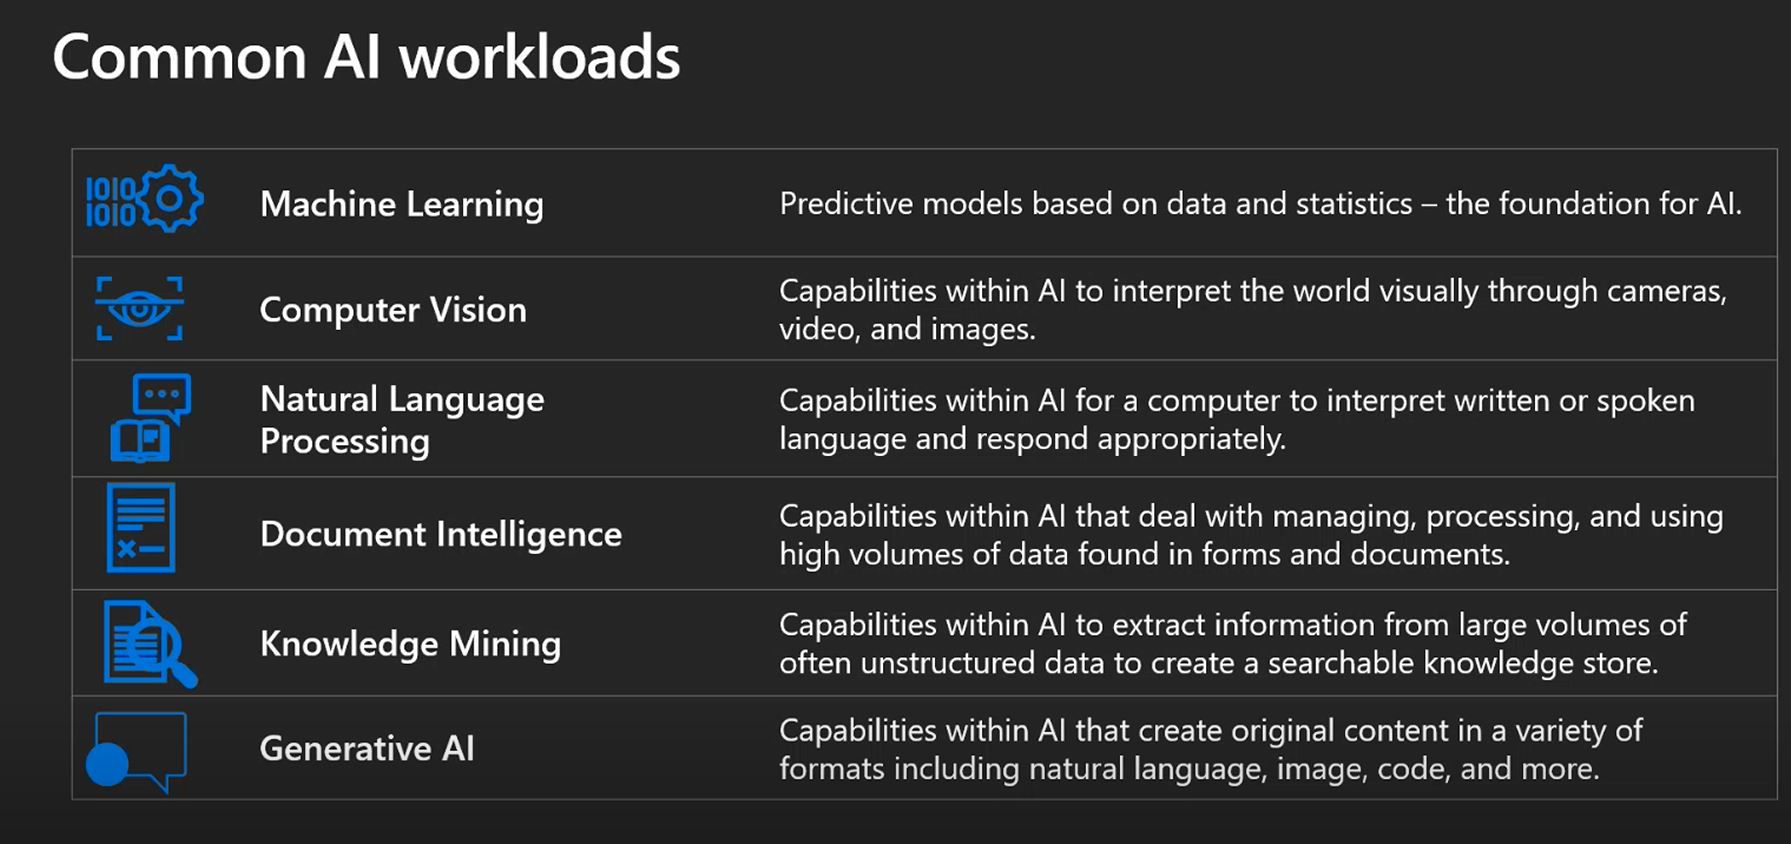 Common AI workloads
1010
1010
Machine Learning
Predictive models based on data and statistics – the foundation for AI.
Computer Vision
Capabilities within AI to interpret the world visually through cameras,
video, and images.
Natural Language
Processing
Capabilities within AI for a computer to interpret written or spoken
language and respond appropriately.
Document Intelligence
Capabilities within AI that deal with managing, processing, and using
high volumes of data found in forms and documents.
Knowledge Mining
Capabilities within AI to extract information from large volumes of
often unstructured data to create a searchable knowledge store.
Generative AI
Capabilities within AI that create original content in a variety of
formats including natural language, image, code, and more.